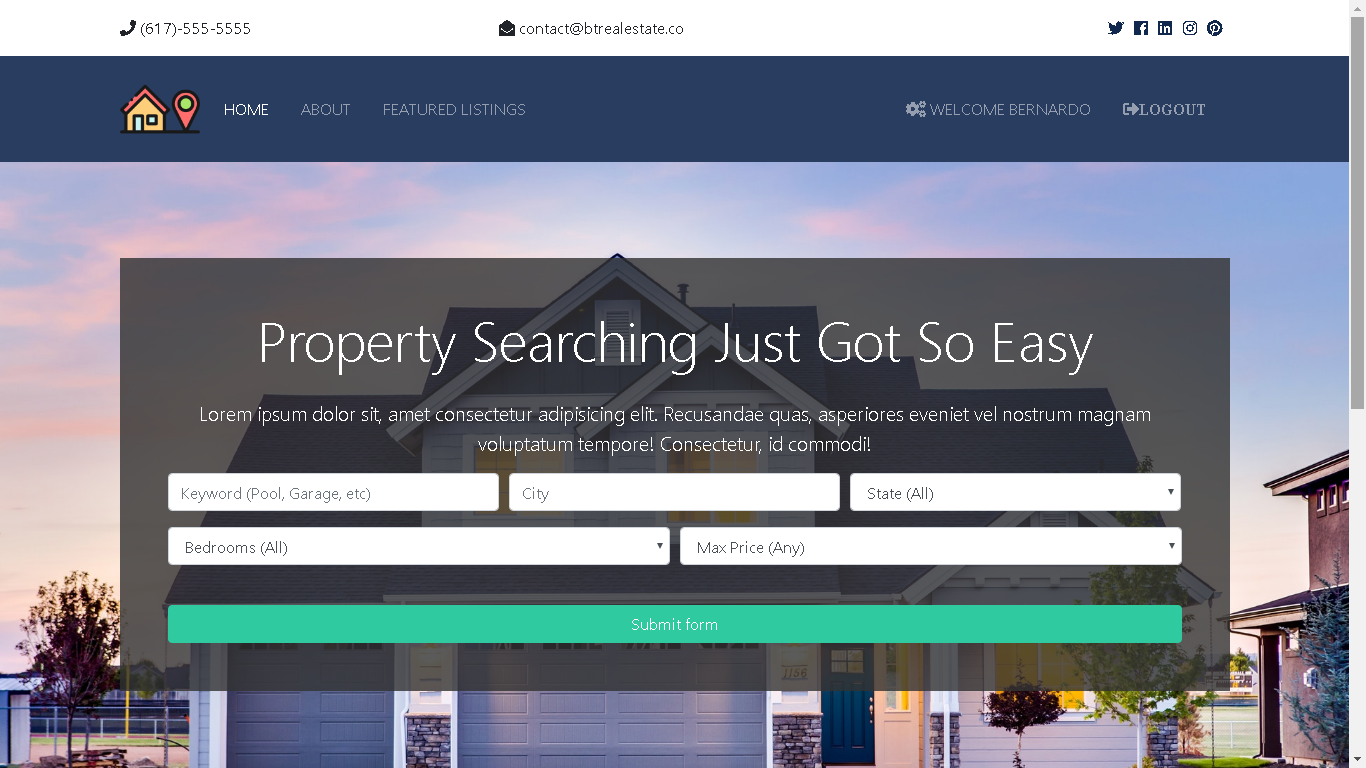 (617)-555-5555
contact@btrealestate.co
HOME
ABOUT
FEATURED LISTINGS
WELCOME BERNARDO
LOGOUT
Property Searching Just Got So Easy
Lorem ipsum dolor sit, amet consectetur adipisicing elit. Recusandae quas, asperiores eveniet vel nostrum magnam
voluptatum tempore! Consectetur, id commodi!
Keyword (Pool, Garage, etc)
City
State (All)
Bedrooms (All)
Max Price (Any)
Submit form
1156